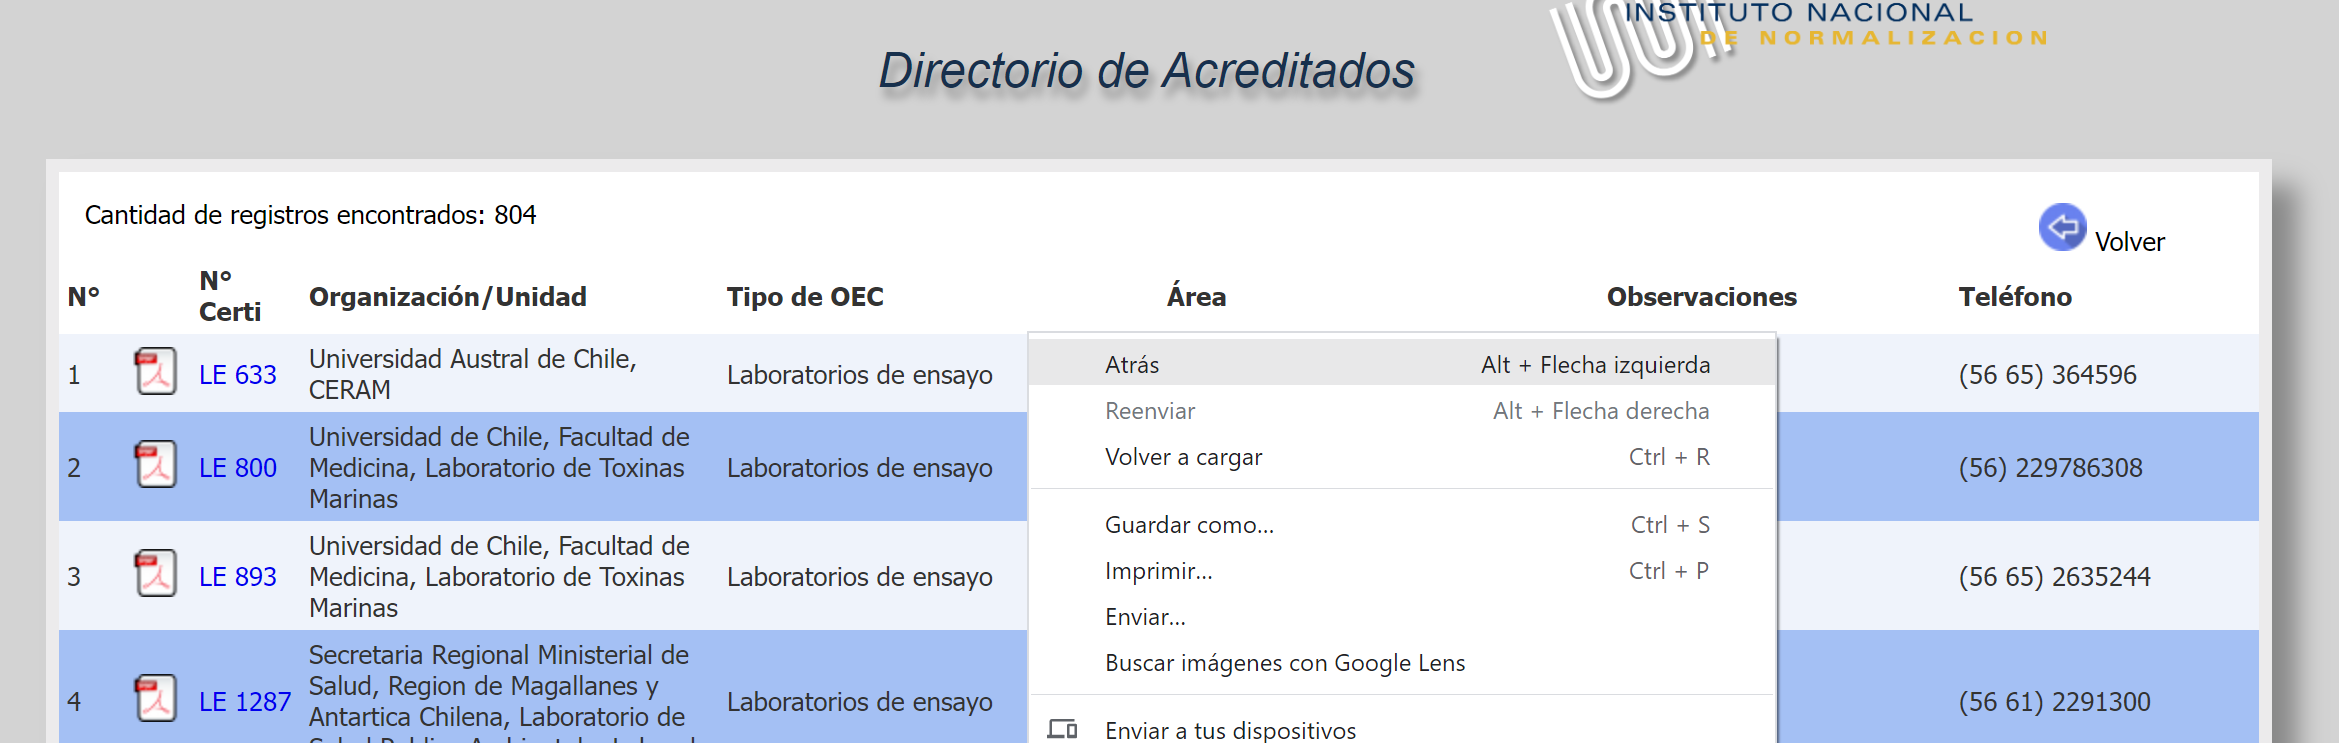 INSTITUTO NACIONAL
DE NORMALIZACION
Directorio de Acreditados
Cantidad de registros encontrados: 804
Volver
N°
N°
Certi
Organización/Unidad
Tipo de OEC
Área
Observaciones
Teléfono
1
LE 633
Universidad Austral de Chile,
CERAM
Laboratorios de ensayo
(56 65) 364596
2
LE 800
Universidad de Chile, Facultad de
Medicina, Laboratorio de Toxinas
Marinas
Laboratorios de ensayo
(56) 229786308
3
LE 893
Universidad de Chile, Facultad de
Medicina, Laboratorio de Toxinas
Marinas
Laboratorios de ensayo
(56 65) 2635244
4
LE 1287
Secretaria Regional Ministerial de
Salud, Region de Magallanes y
Antartica Chilena, Laboratorio de
Laboratorios de ensayo
(56 61) 2291300
Atrás Alt + Flecha izquierda
Reenviar Alt + Flecha derecha
Volver a cargar Ctrl + R
Guardar como... Ctrl + S
Imprimir... Ctrl + P
Enviar...
Buscar imágenes con Google Lens
Enviar a tus dispositivos